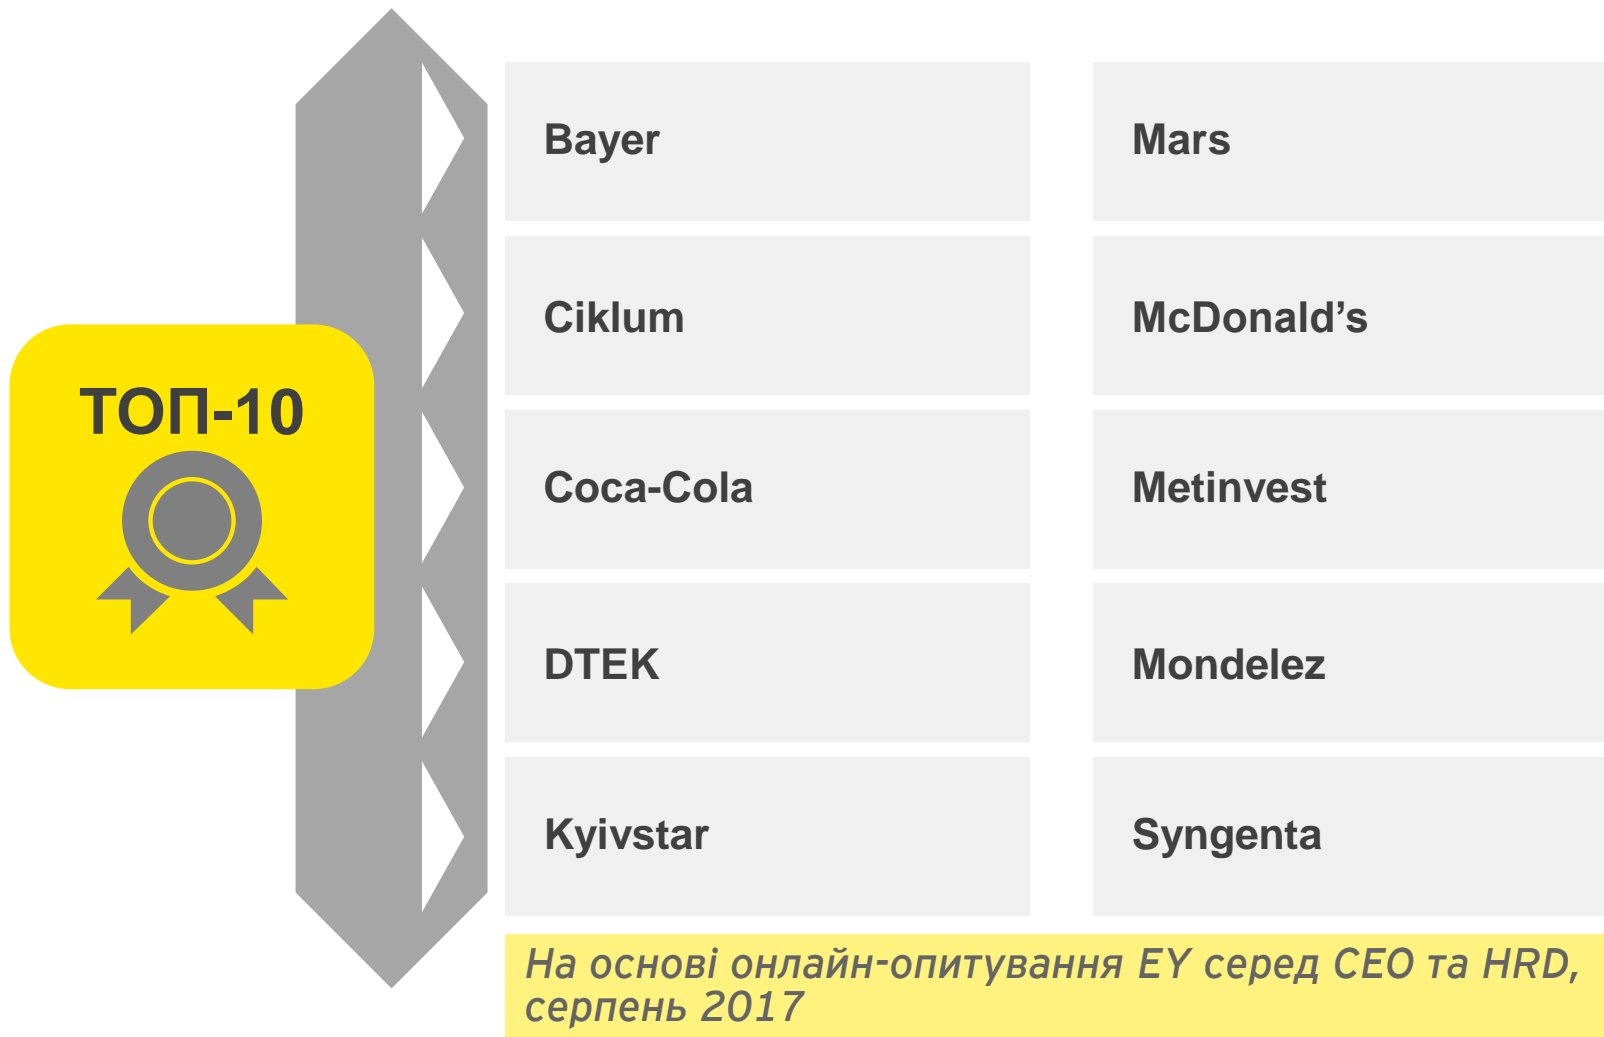 ТОП-10
Bayer
Mars
Ciklum
McDonald’s
Coca-Cola
Metinvest
DTEK
Mondelez
Kyivstar
Syngenta
На основі онлайн-опитування EY серед CEO та HRD,
серпень 2017